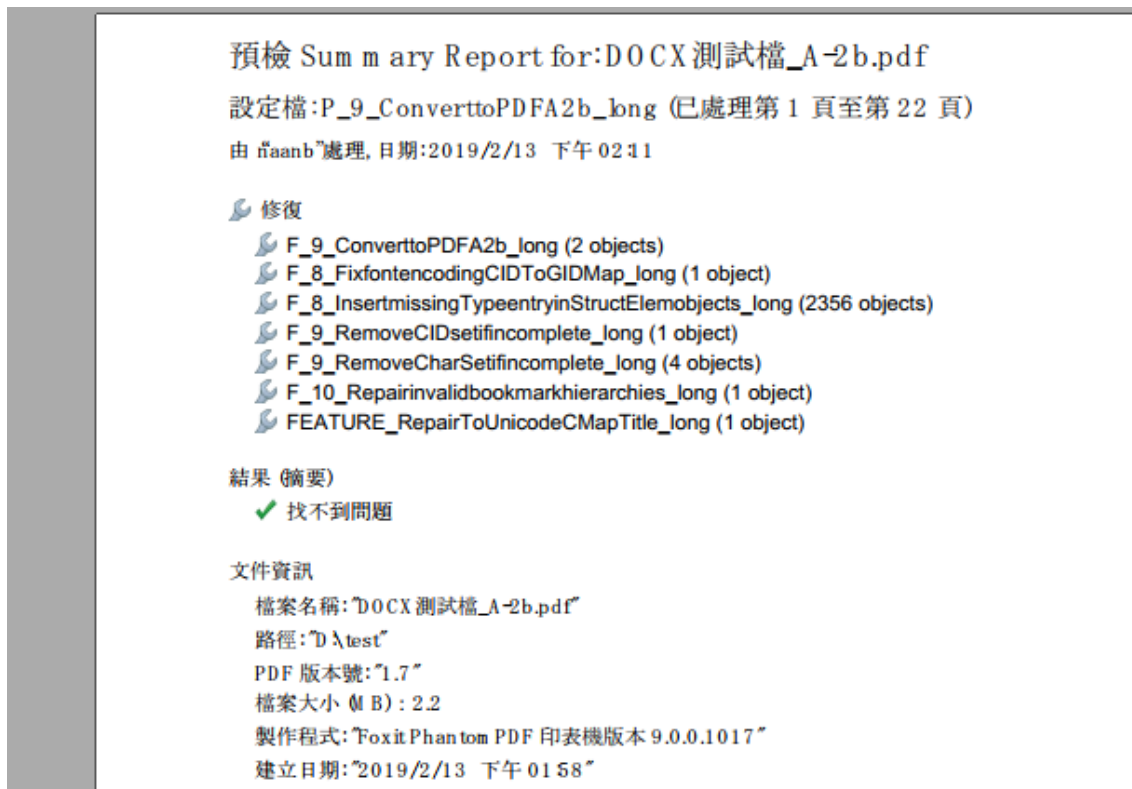 預檢 Summary Report for:DOCX 測試檔_A-2b.pdf
設定檔:P_9_ConverttoPDFA2b_long (已處理第 1 頁至第 22 頁)
由 "naanb"處理, 日期:2019/2/13 下午 02:11
修復
F_9_ConverttoPDFA2b_long (2 objects)
F_8_FixfontencodingCIDToGIDMap_long (1 object)
F_8_InsertmissingTypeentryinStructElemobjects_long (2356 objects)
F_9_RemoveCIDsetifincomplete_long (1 object)
F_9_RemoveCharSetifincomplete_long (4 objects)
F_10_Repairinvalidbookmarkhierarchies_long (1 object)
FEATURE_RepairToUnicodeCMapTitle_long (1 object)
結果 (摘要)
找不到問題
文件資訊
檔案名稱:"DOCX 測試檔_A-2b.pdf"
路徑:"D:\test"
PDF 版本號:"1.7"
檔案大小 (MB) : 2.2
製作程式:"Foxit Phantom PDF 印表機版本 9.0.0.1017"
建立日期:"2019/2/13 下午 01:58"